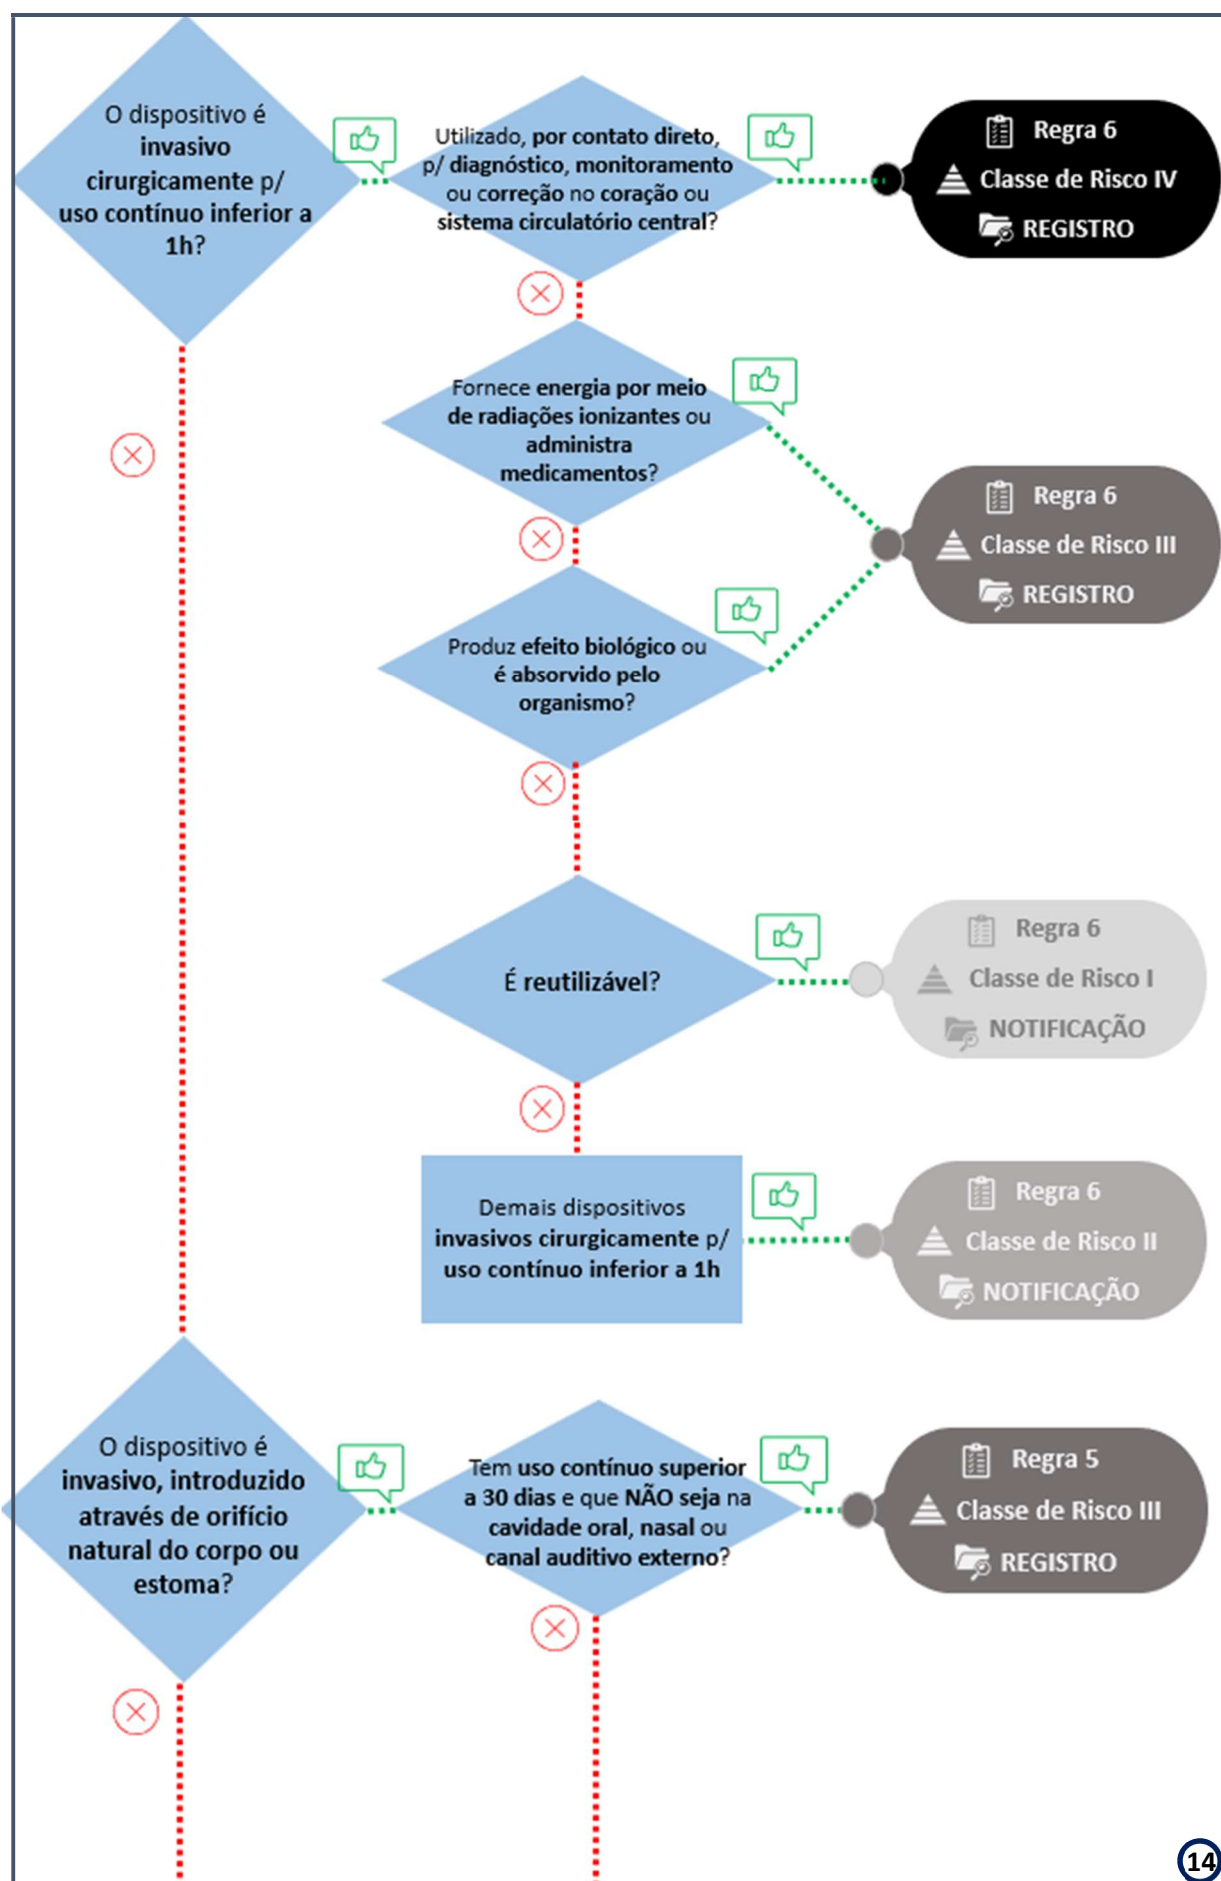 O dispositivo é
invasivo
cirurgicamente p/
uso contínuo inferior a
1h?
Utilizado, por contato direto,
p/ diagnóstico, monitoramento
ou correção no coração ou
sistema circulatório central?
Regra 6
Classe de Risco IV
REGISTRO
Fornece energia por meio
de radiações ionizantes ou
administra
medicamentos?
Regra 6
Classe de Risco III
REGISTRO
Produz efeito biológico ou
é absorvido pelo
organismo?
É reutilizável?
Regra 6
Classe de Risco I
NOTIFICAÇÃO
Demais dispositivos
invasivos cirurgicamente p/
uso contínuo inferior a 1h
Regra 6
Classe de Risco II
NOTIFICAÇÃO
O dispositivo é
invasivo, introduzido
através de orifício
natural do corpo ou
estoma?
Tem uso contínuo superior
a 30 dias e que NÃO seja na
cavidade oral, nasal ou
canal auditivo externo?
Regra 5
Classe de Risco III
REGISTRO
14